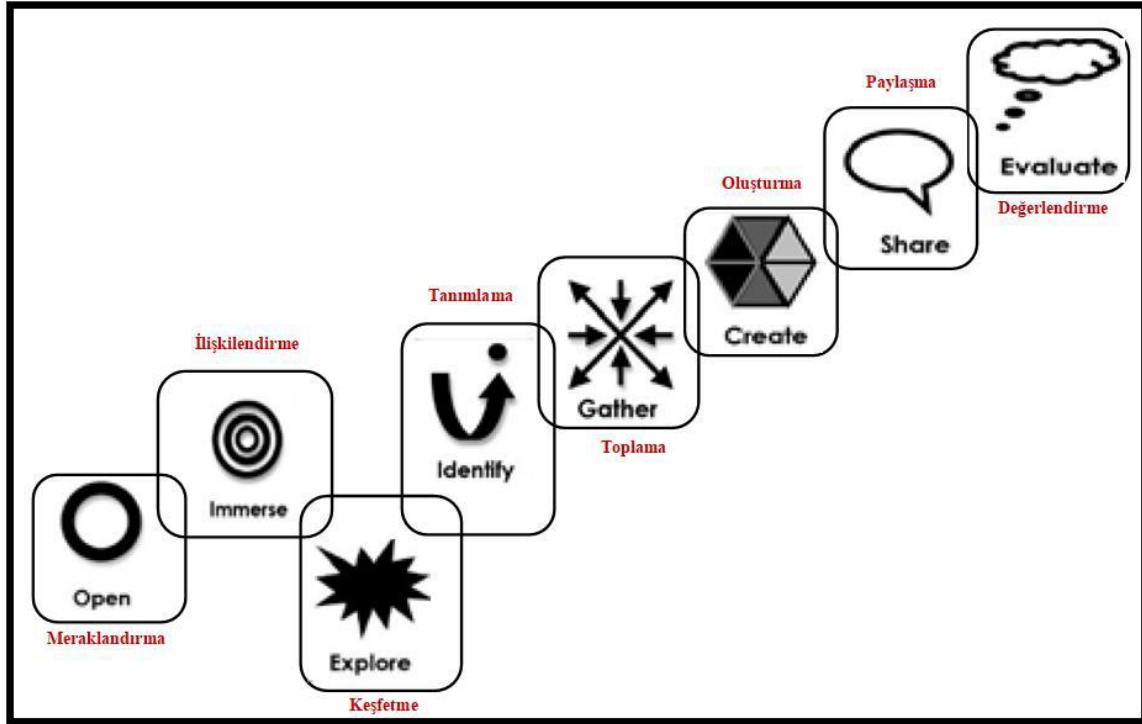 Open
Meraklandırma
İlişkilendirme
Immerse
Explore
Keşfetme
Tanımlama
Identify
Gather
Toplama
Oluşturma
Create
Paylaşma
Share
Evaluate
Değerlendirme